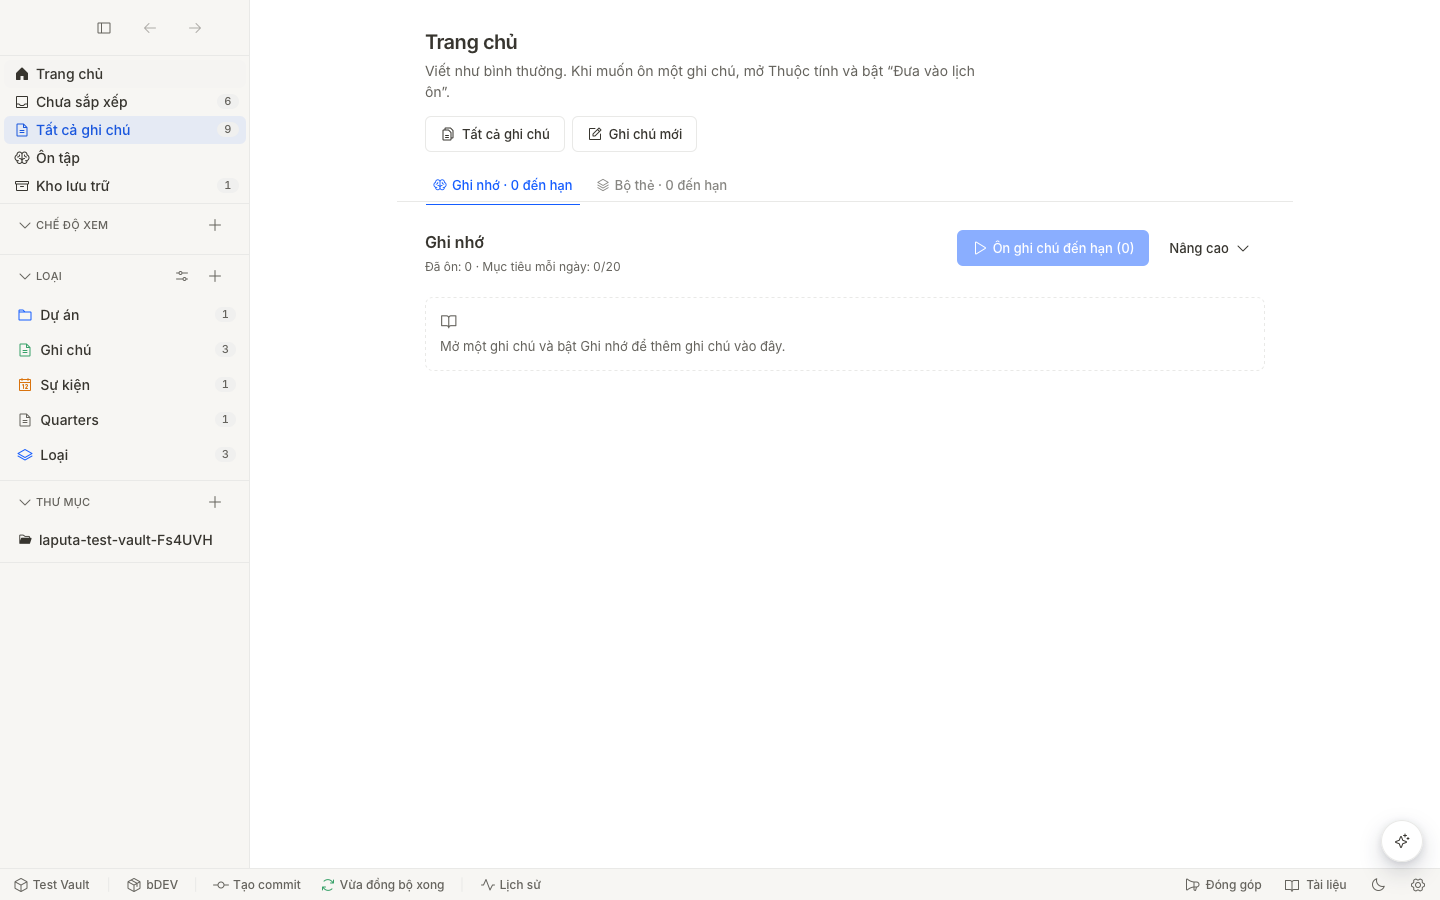 Trang chủ
Chưa sắp xếp 6
Tất cả ghi chú 9
Ôn tập
Kho lưu trữ 1
CHẾ ĐỘ XEM
LOẠI
Dự án 1
Ghi chú 3
Sự kiện 1
Quarters 1
Loại 3
THƯ MỤC
laputa-test-vault-Fs4UVH
Trang chủ
Viết như bình thường. Khi muốn ôn một ghi chú, mở Thuộc tính và bật “Đưa vào lịch
ôn”.
Tất cả ghi chú Ghi chú mới
Ghi nhớ · 0 đến hạn Bộ thẻ · 0 đến hạn
Ghi nhớ
Đã ôn: 0 · Mục tiêu mỗi ngày: 0/20
Ôn ghi chú đến hạn (0) Nâng cao
Mở một ghi chú và bật Ghi nhớ để thêm ghi chú vào đây.
Test Vault bDEV Tạo commit Vừa đồng bộ xong Lịch sử Đóng góp Tài liệu